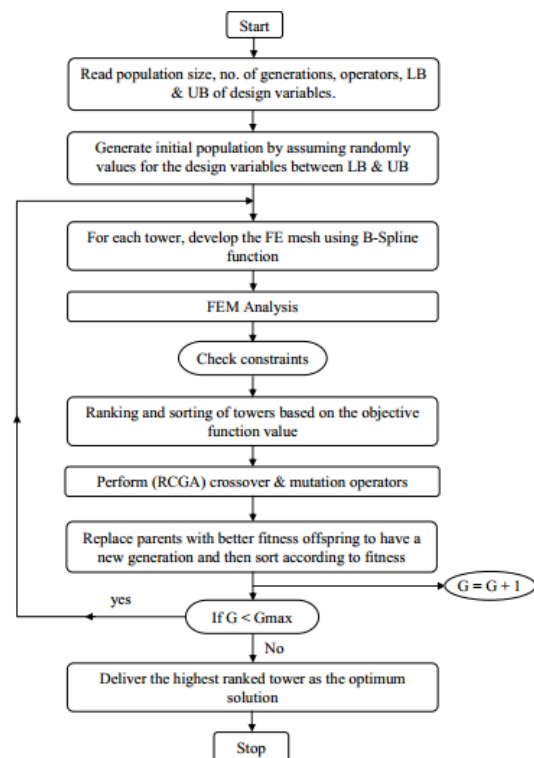 Start
Read population size, no. of generations, operators, LB
& UB of design variables.
Generate initial population by assuming randomly
values for the design variables between LB & UB
For each tower, develop the FE mesh using B-Spline
function
FEM Analysis
Check constraints
Ranking and sorting of towers based on the objective
function value
Perform (RCGA) crossover & mutation operators
Replace parents with better fitness offspring to have
a new generation and then sort according to fitness
G = G + 1
yes
If G < Gmax
No
Deliver the highest ranked tower as the optimum
solution
Stop